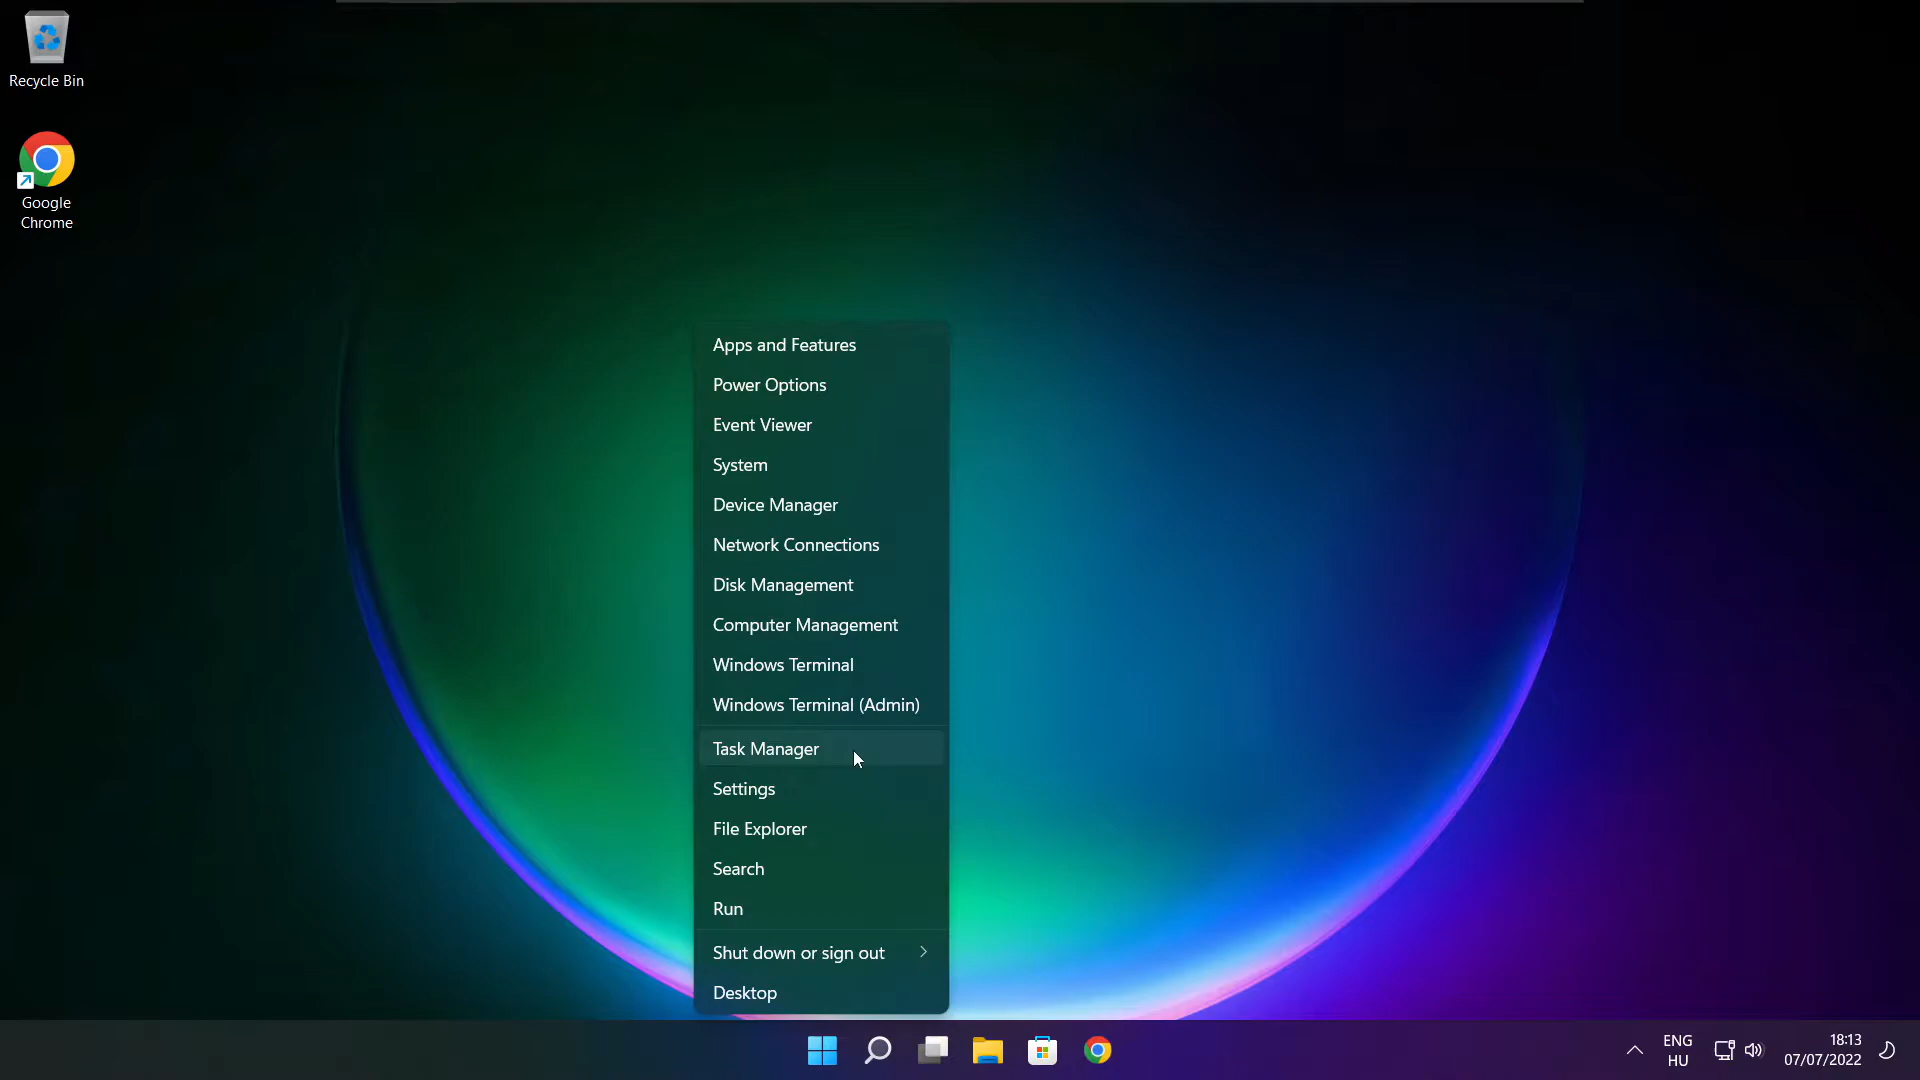 Recycle Bin
Google
Chrome
Apps and Features
Power Options
Event Viewer
System
Device Manager
Network Connections
Disk Management
Computer Management
Windows Terminal
Windows Terminal (Admin)
Task Manager
Settings
File Explorer
Search
Run
Shut down or sign out
Desktop
ENG
HU
18:13
07/07/2022